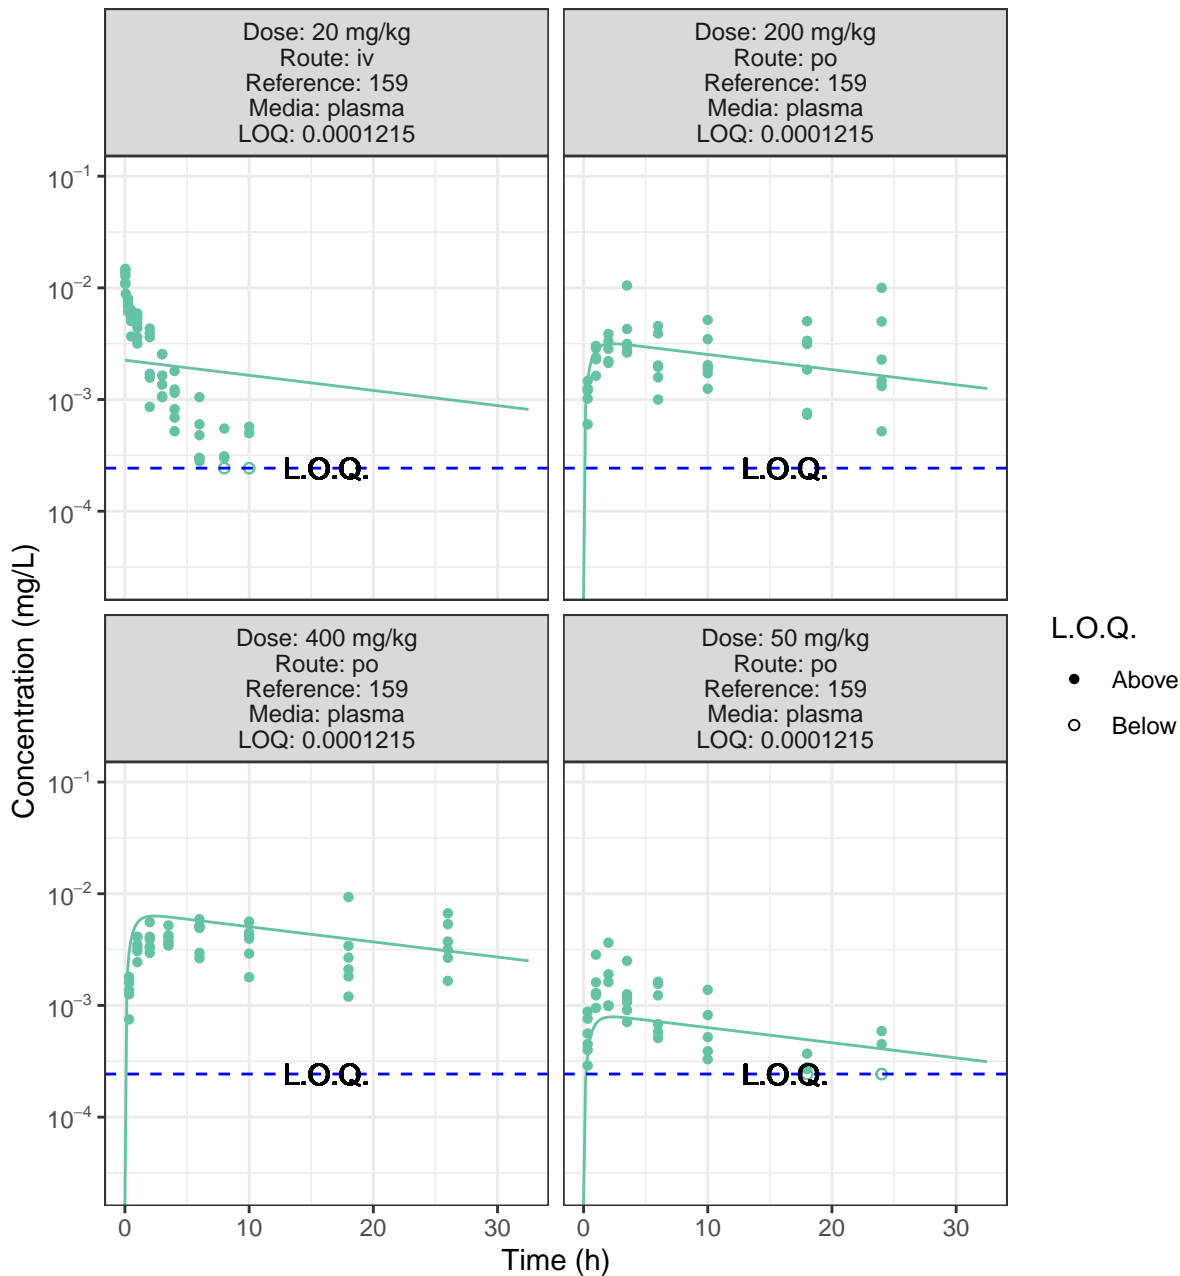 Dose: 20 mg/kg
Route: iv
Reference: 159
Media: plasma
LOQ: 0.0001215
Dose: 200 mg/kg
Route: po
Reference: 159
Media: plasma
LOQ: 0.0001215
10⁻¹
10⁻²
10⁻³
10⁻⁴
L.O.Q.
L.O.Q.
Concentration (mg/L)
Dose: 400 mg/kg
Route: po
Reference: 159
Media: plasma
LOQ: 0.0001215
Dose: 50 mg/kg
Route: po
Reference: 159
Media: plasma
LOQ: 0.0001215
10⁻¹
10⁻²
10⁻³
10⁻⁴
L.O.Q.
L.O.Q.
0 10 20 30
0 10 20 30
Time (h)
L.O.Q.
Above
Below